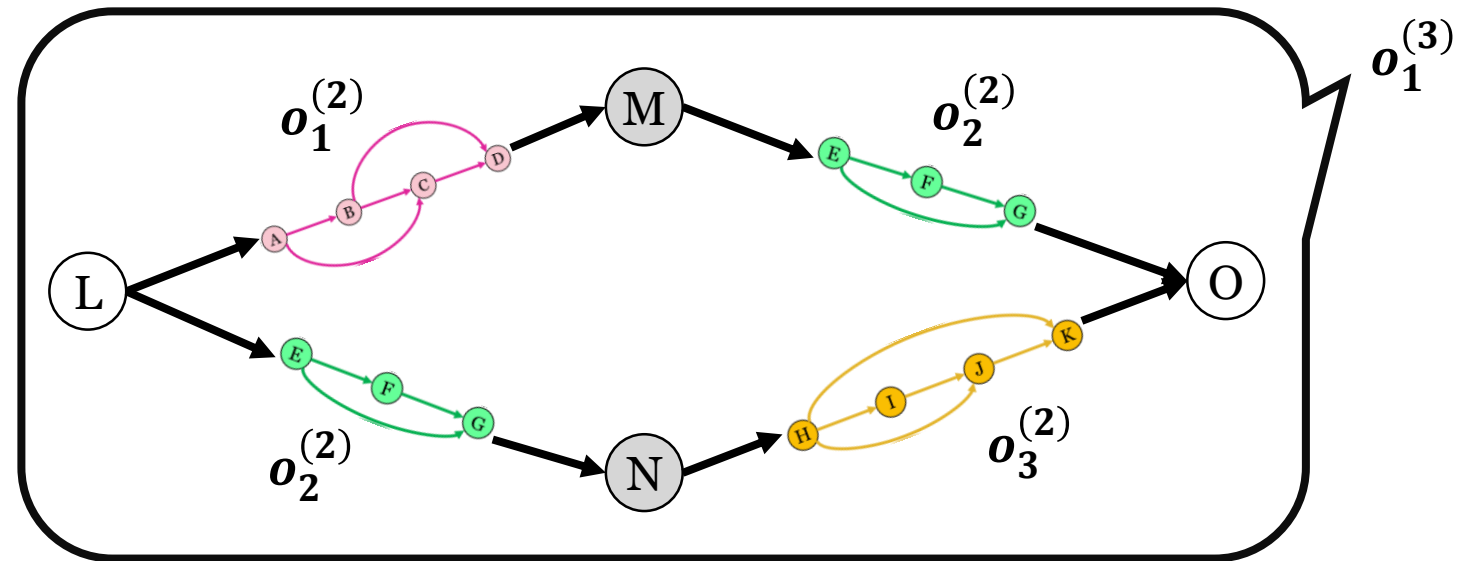 o_1^{(3)}
o_1^{(2)}
M
o_2^{(2)}
A
B
C
D
E
F
G
L
O
E
F
G
H
I
J
K
o_2^{(2)}
N
o_3^{(2)}